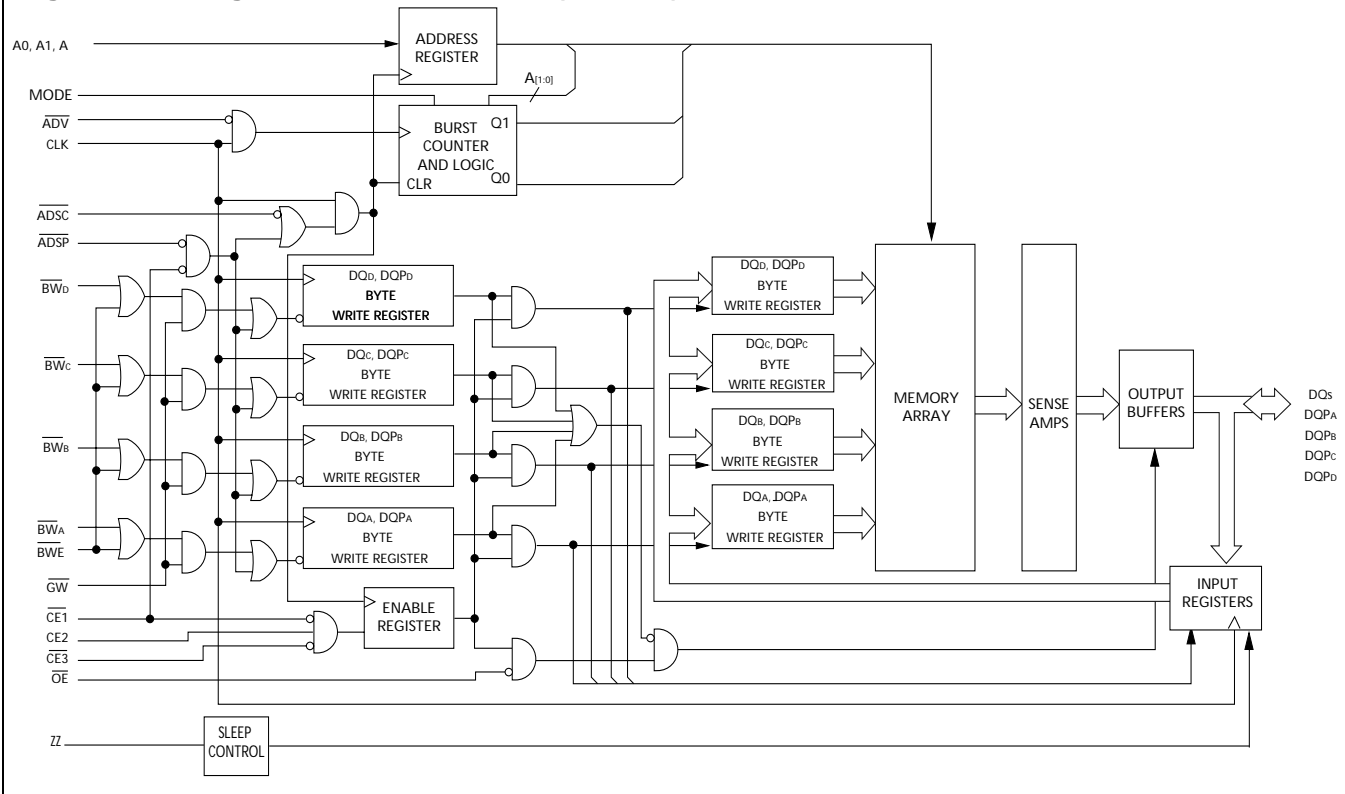 A0, A1, A
MODE
ADV
CLK
ADSC
ADSP
BWD
BWC
BWB
BWA
BWE
GW
CE1
CE2
CE3
OE
ZZ
ADDRESS
REGISTER
A[1:0]
BURST
COUNTER
AND LOGIC
CLR
Q1
Q0
DQD, DQPD
BYTE
WRITE REGISTER
DQC, DQPC
BYTE
WRITE REGISTER
DQB, DQPB
BYTE
WRITE REGISTER
DQA, DQPA
BYTE
WRITE REGISTER
ENABLE
REGISTER
SLEEP
CONTROL
DQD, DQPD
BYTE
WRITE REGISTER
DQC, DQPC
BYTE
WRITE REGISTER
DQB, DQPB
BYTE
WRITE REGISTER
DQA, DQPA
BYTE
WRITE REGISTER
MEMORY
ARRAY
SENSE
AMPS
OUTPUT
BUFFERS
INPUT
REGISTERS
DQS
DQPA
DQPB
DQPC
DQPD